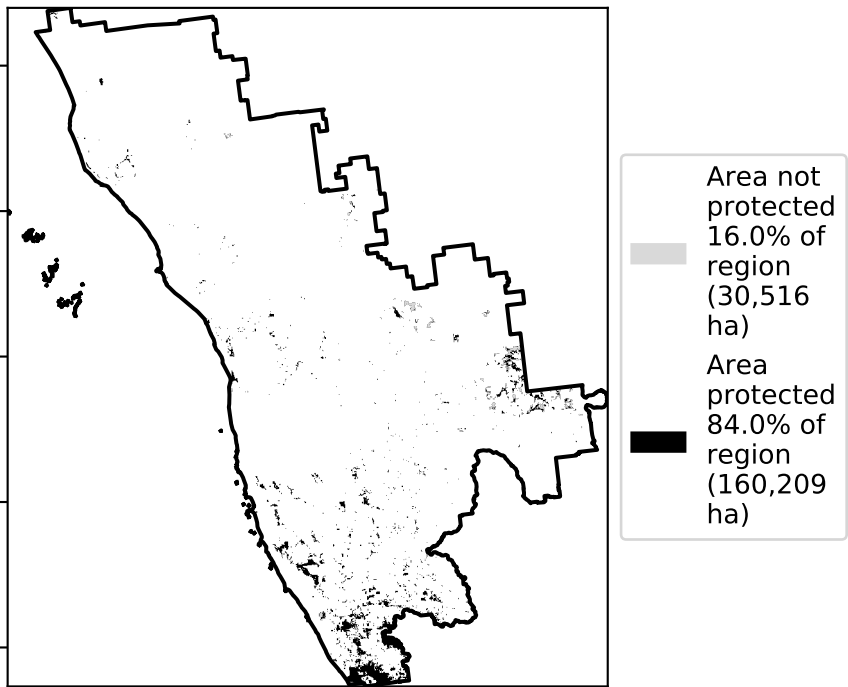 Area not
protected
16.0% of
region
(30,516
ha)
Area
protected
84.0% of
region
(160,209
ha)